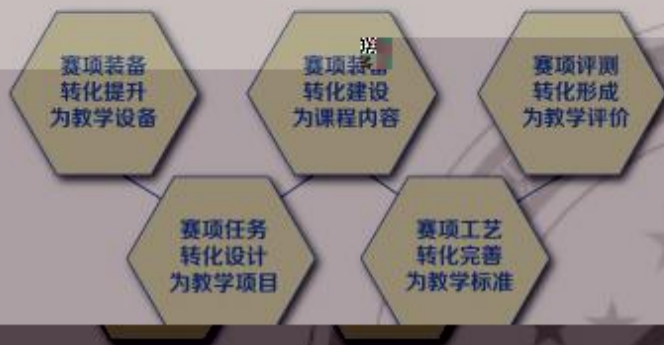 赛项装备
转化提升
为教学设备
赛项装
转化建设
为课程内容
赛项评测
转化形成
为教学评价
赛项任务
转化设计
为教学项目
赛项工艺
转化完善
为教学标准